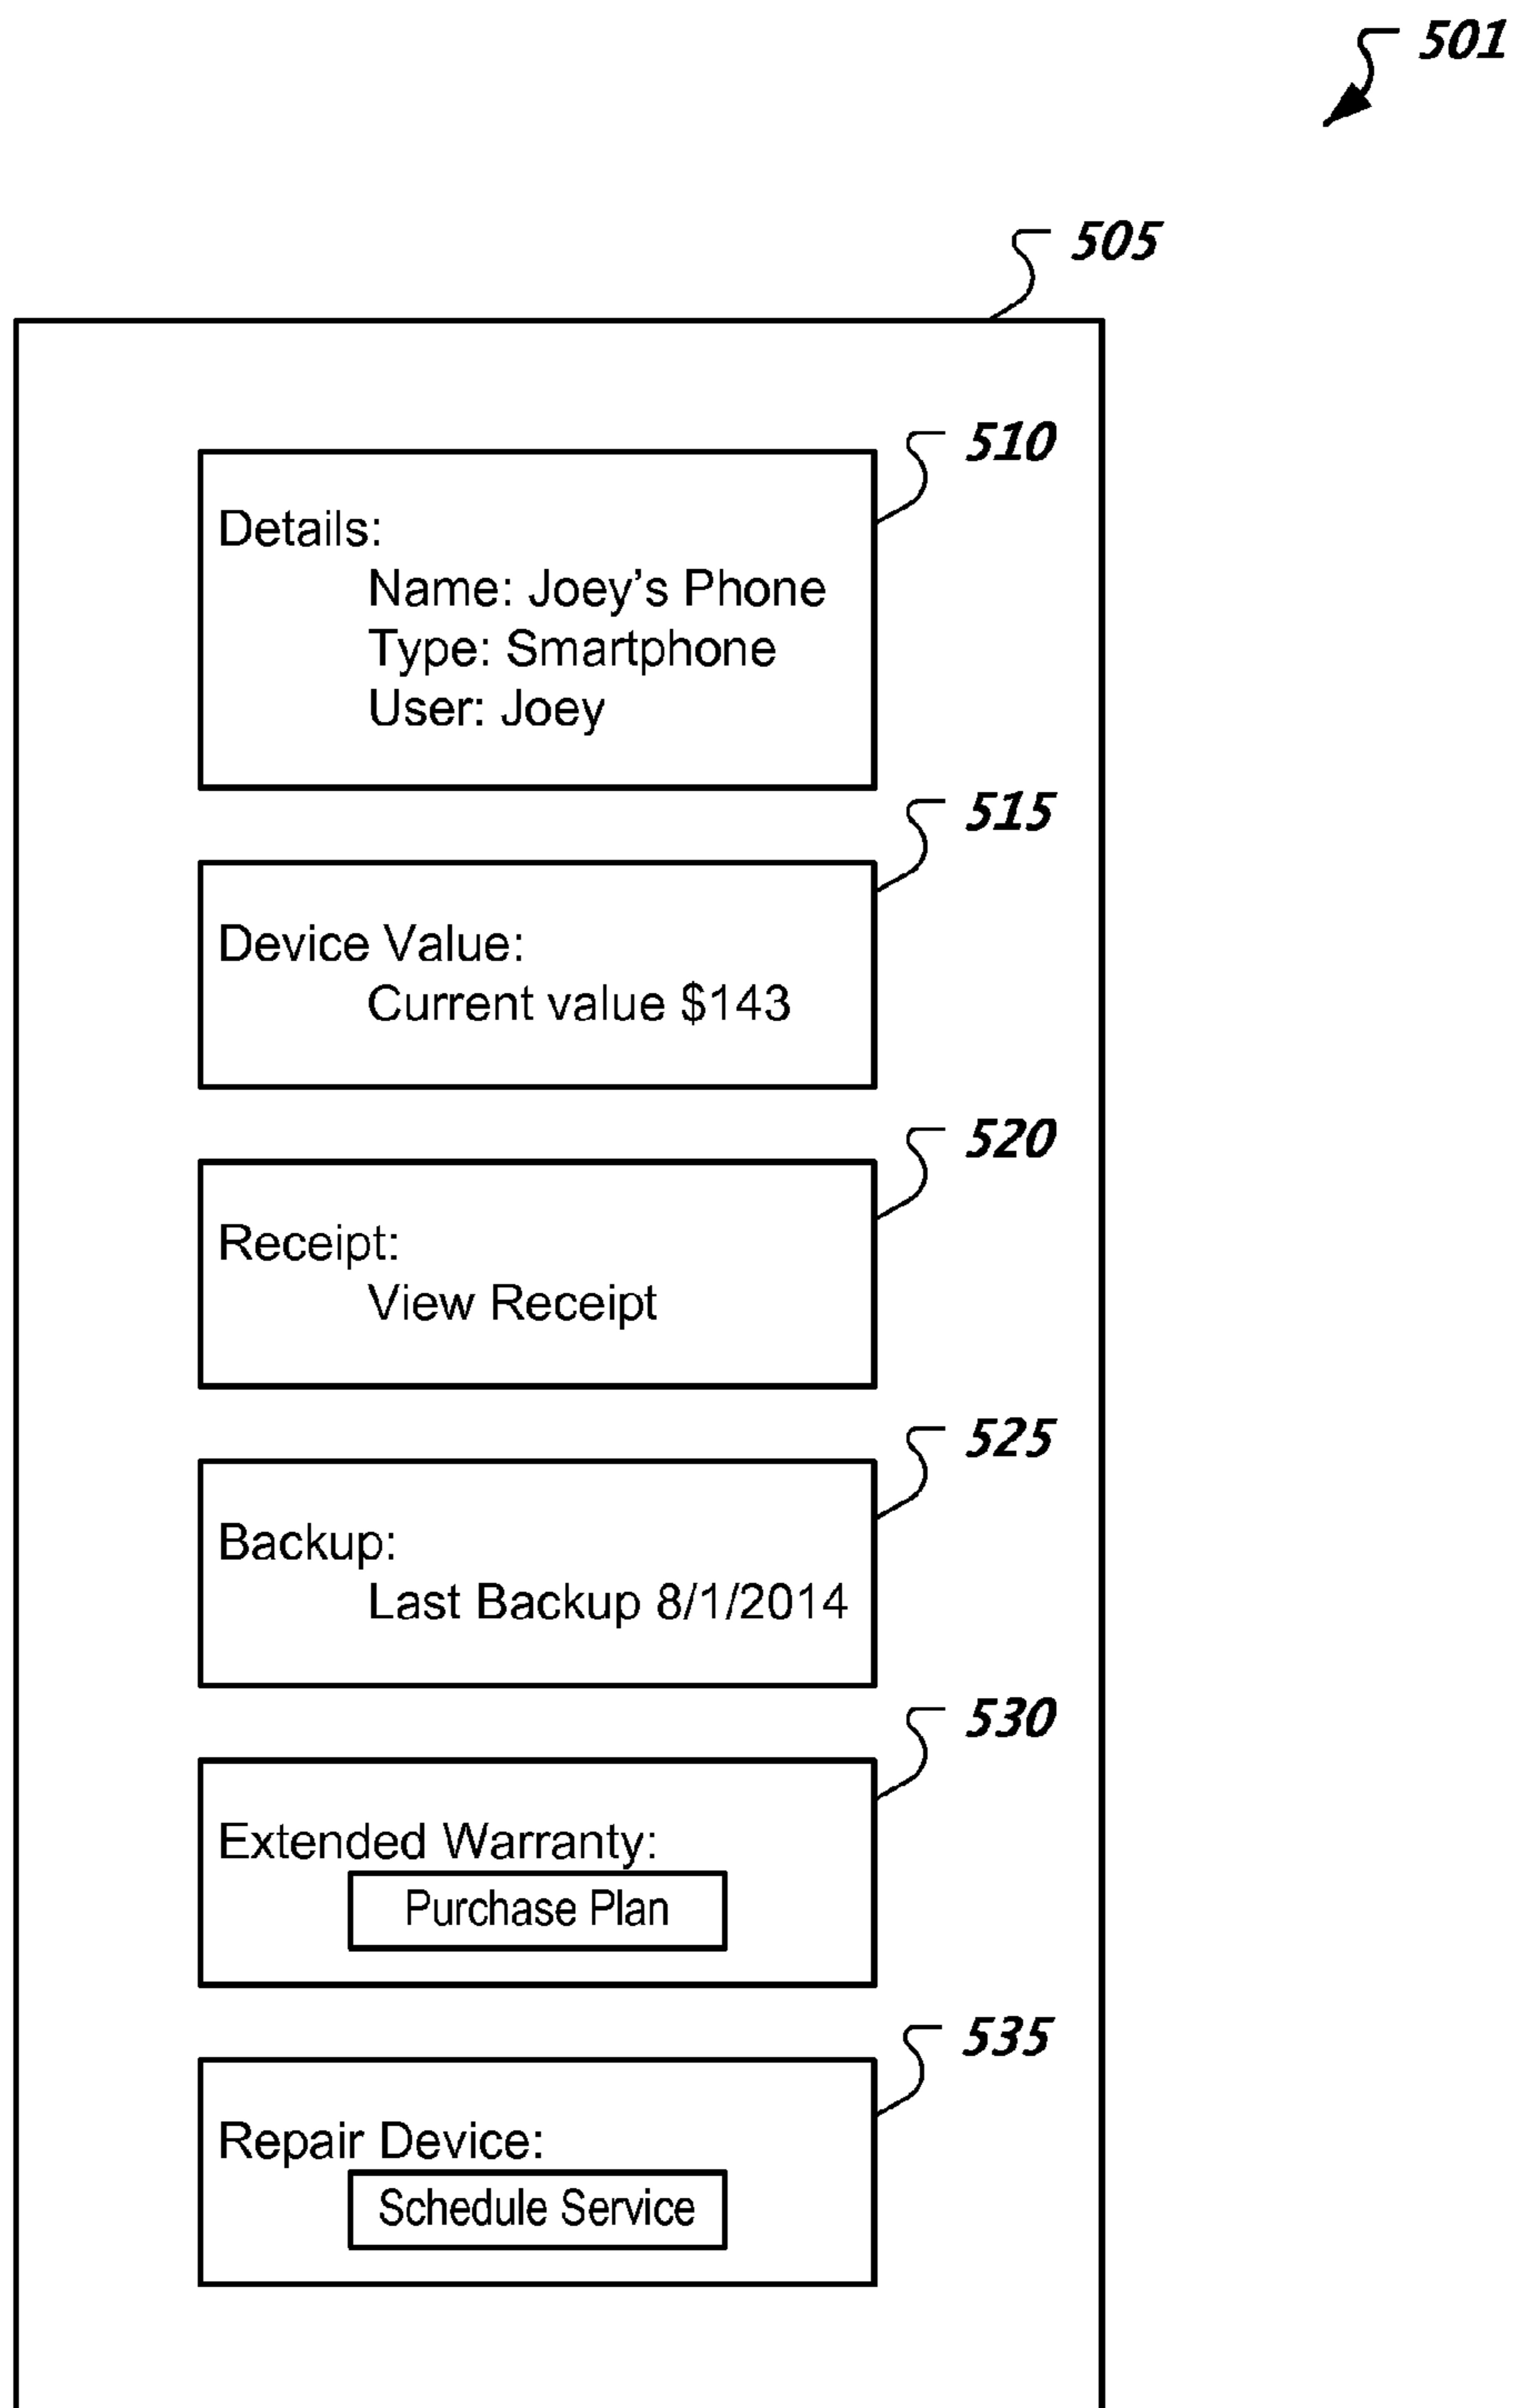 501
505
510
Details:
Name: Joey's Phone
Type: Smartphone
User: Joey
515
Device Value:
Current value $143
520
Receipt:
View Receipt
525
Backup:
Last Backup 8/1/2014
530
Extended Warranty:
Purchase Plan
535
Repair Device:
Schedule Service